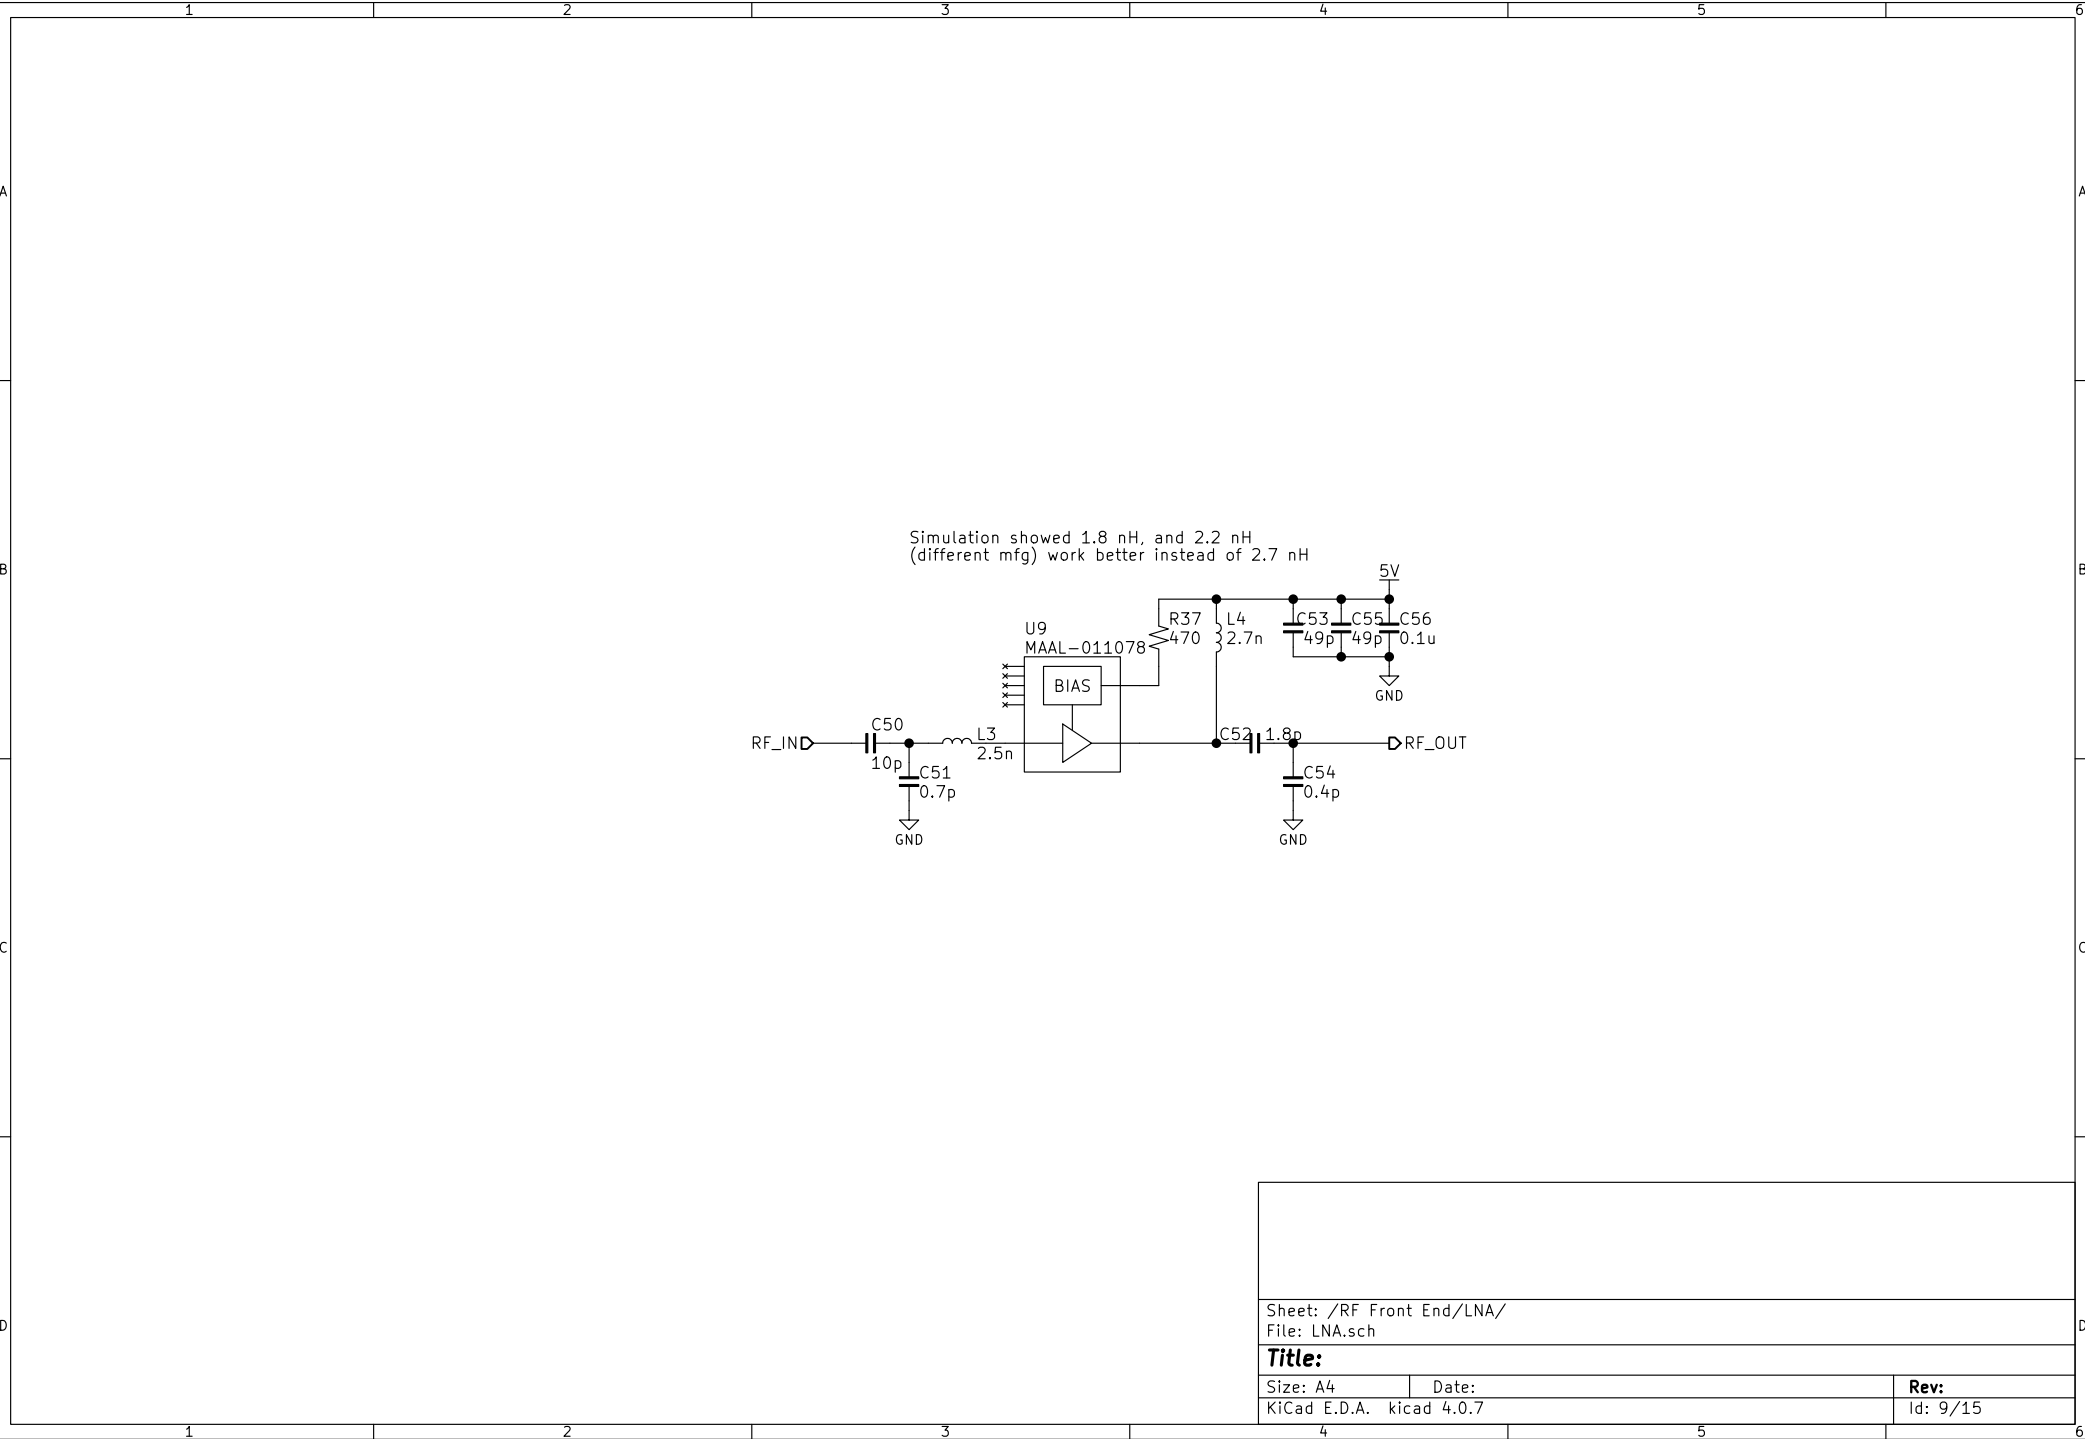 1 2 3 4 5 6
A A
Simulation showed 1.8 nH, and 2.2 nH
(different mfg) work better instead of 2.7 nH
B B
5V
R37 L4 C53 C55 C56
470 2.7n 49p 49p 0.1u
U9
MAAL-011078
BIAS
GND
C50
RF_IN
L3
2.5n
10p
C51
0.7p
GND
C52 1.8p
RF_OUT
C54
0.4p
GND
C C
Sheet: /RF Front End/LNA/
File: LNA.sch
D D
Title:
Size: A4 Date: Rev:
KiCad E.D.A. kicad 4.0.7 Id: 9/15
1 2 3 4 5 6